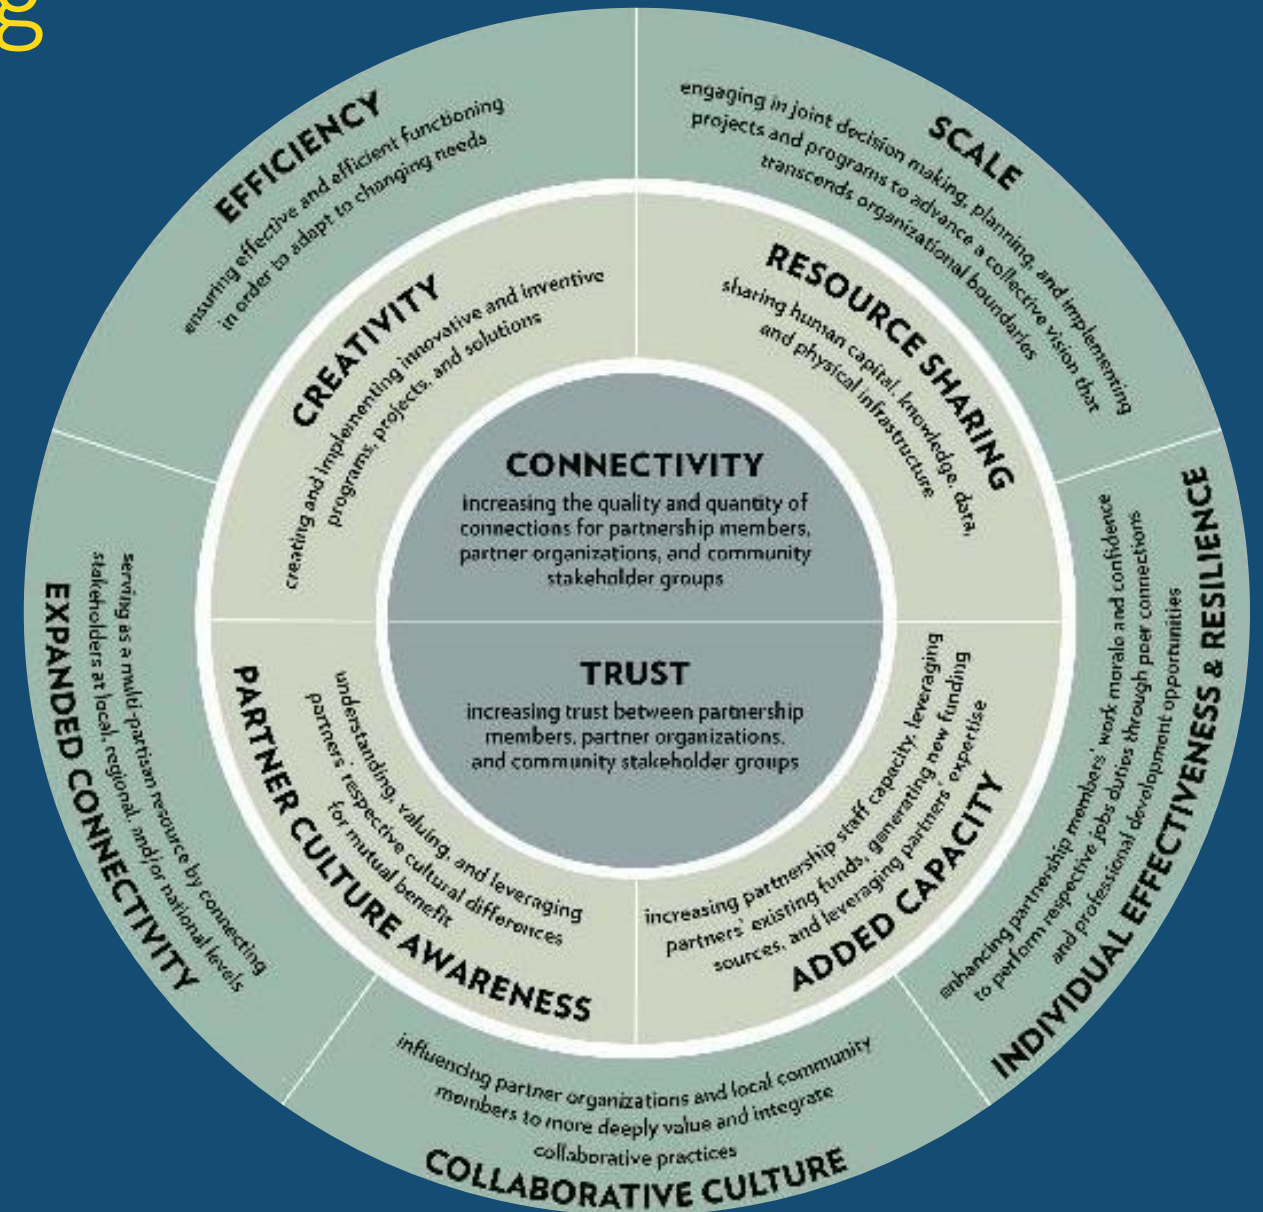 g
EFFICIENCY
ensuring effective and efficient functioning
in order to adapt to changing needs
SCALE
engaging in joint decision making, planning, and implementing
projects and programs to advance a collective vision that
transcends organizational boundaries
CREATIVITY
creating and implementing innovative and inventive
programs, projects, and solutions
RESOURCE SHARING
sharing human capital, knowledge, data,
and physical infrastructure
CONNECTIVITY
increasing the quality and quantity of
connections for partnership members,
partner organizations, and community
stakeholder groups
TRUST
increasing trust between partnership
members, partner organizations,
and community stakeholder groups
PARTNER CULTURE AWARENESS
understanding, valuing, and leveraging
partners' respective cultural differences
for mutual benefit
increasing partnership staff capacity, leveraging
partners' existing funds, generating new funding
sources, and leveraging partners' expertise
ADDED CAPACITY
serving as a multi-partisan resource by connecting
stakeholders at local, regional, and/or national levels
EXPANDED CONNECTIVITY
influencing partner organizations and local community
members to more deeply value and integrate
collaborative practices
COLLABORATIVE CULTURE
enhancing partnership members' work morale and confidence
to perform respective jobs duties through peer connections
and professional development opportunities
INDIVIDUAL EFFECTIVENESS & RESILIENCE